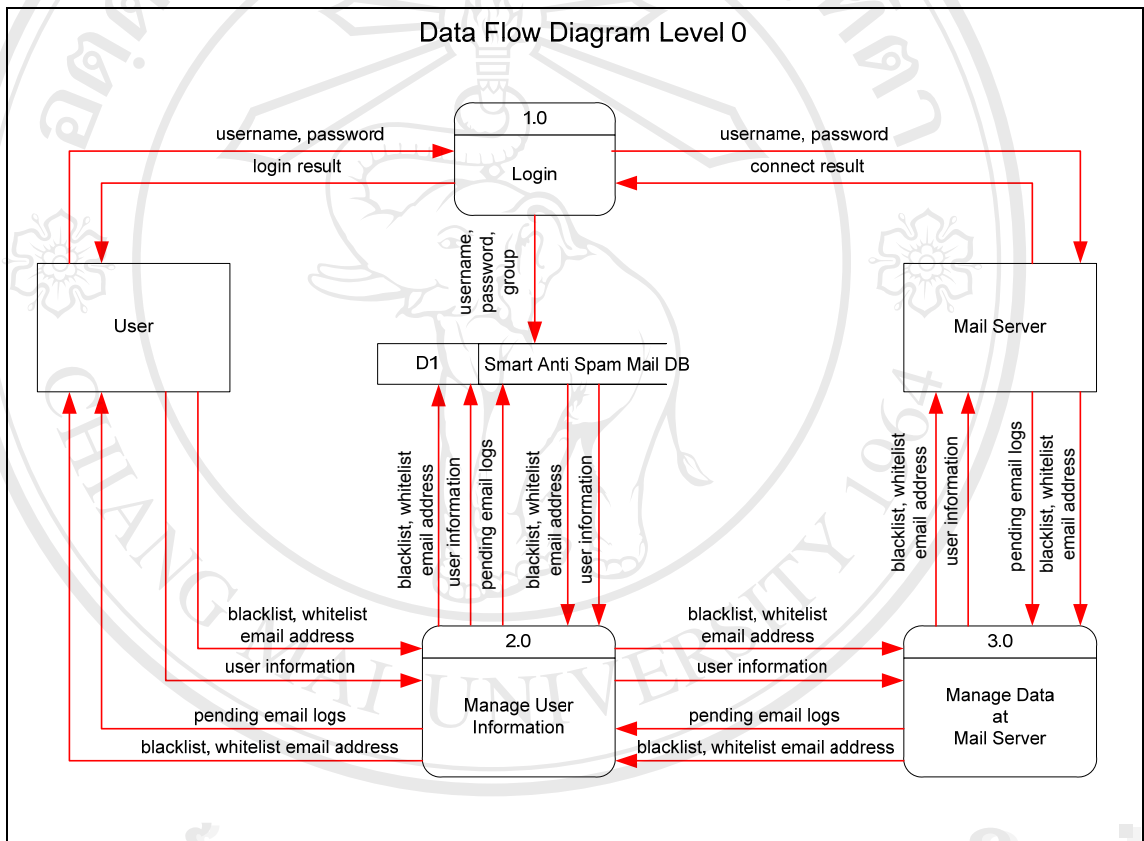 Data Flow Diagram Level 0
1.0
Login
username, password
login result
username, password
connect result
username,
password,
group
User
Mail Server
D1
Smart Anti Spam Mail DB
blacklist, whitelist
email address
user information
pending email logs
blacklist, whitelist
email address
user information
blacklist, whitelist
email address
user information
pending email logs
blacklist, whitelist
email address
blacklist, whitelist
email address
user information
pending email logs
blacklist, whitelist email address
2.0
Manage User
Information
blacklist, whitelist
email address
user information
pending email logs
blacklist, whitelist email address
3.0
Manage Data
at
Mail Server
CHIANG MAI UNIVERSITY 1964